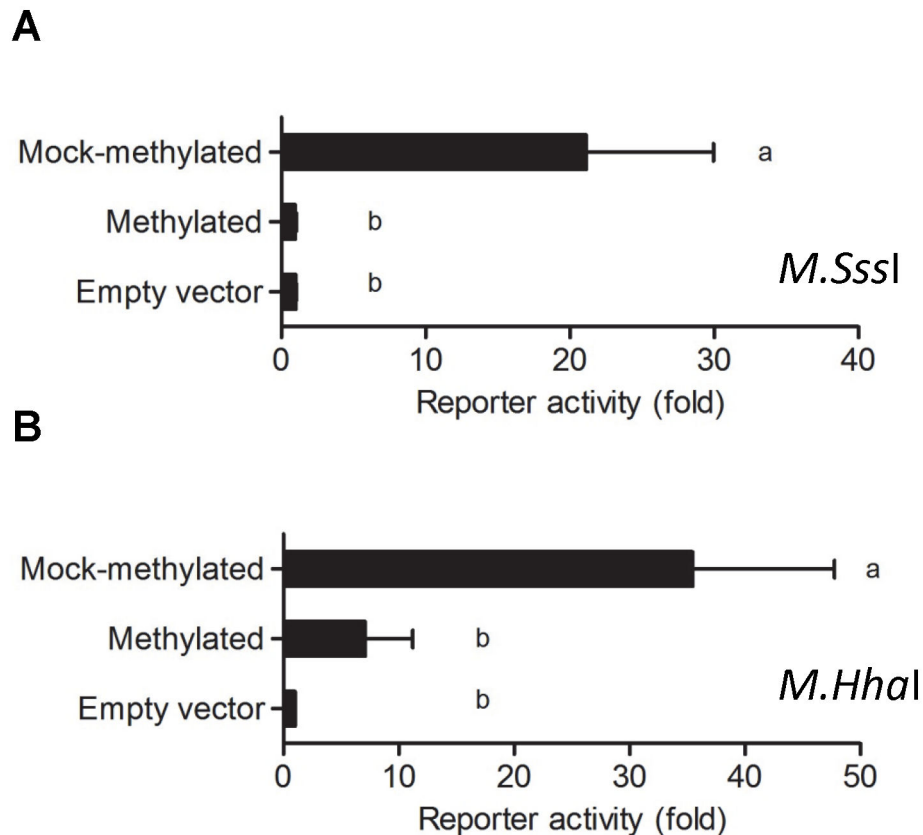 A
Mock-methylated
a
Methylated
b
Empty vector
b
M.SssI
0 10 20 30 40
Reporter activity (fold)
B
Mock-methylated
a
Methylated
b
Empty vector
b
M.HhaI
0 10 20 30 40 50
Reporter activity (fold)